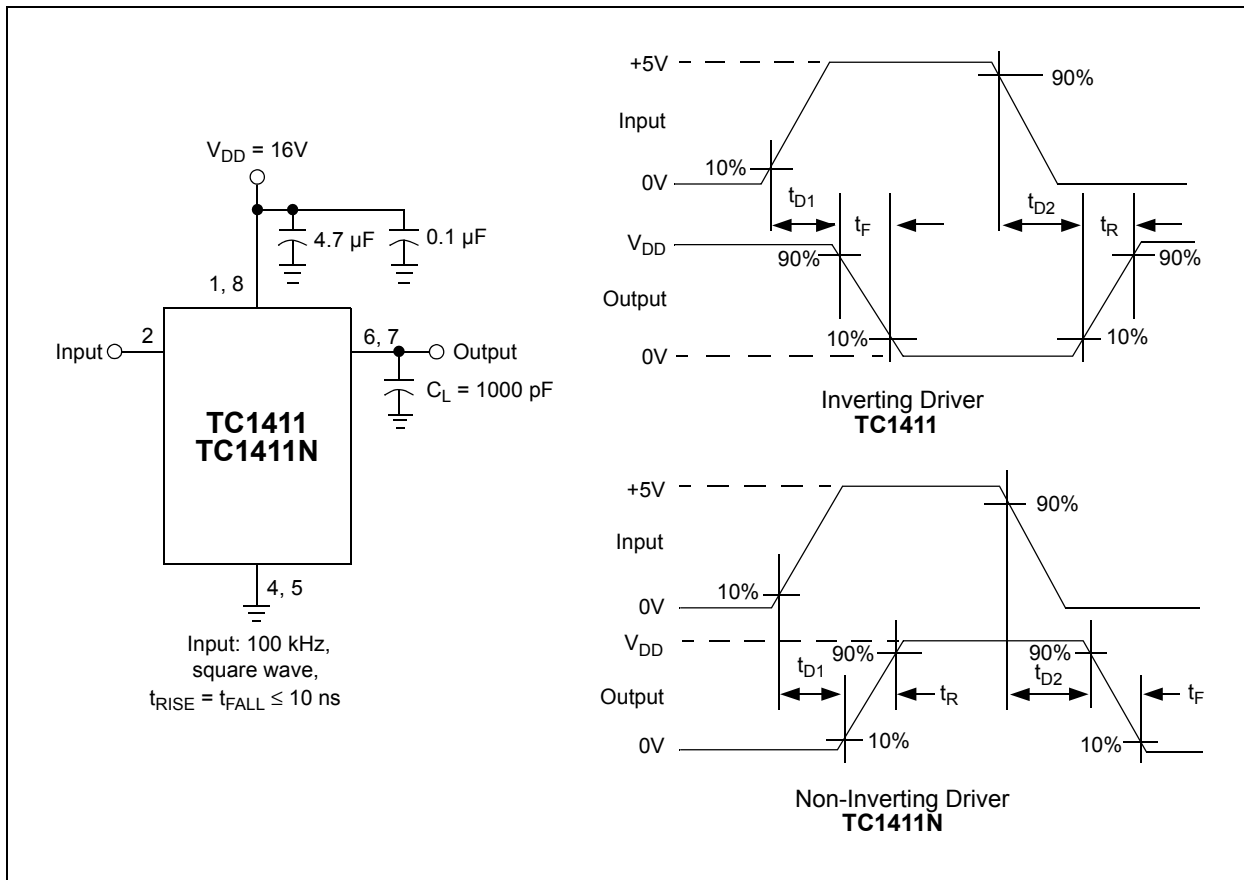 V_DD = 16V
4.7 µF
0.1 µF
1, 8
Input
2
6, 7
Output
C_L = 1000 pF
TC1411
TC1411N
4, 5
Input: 100 kHz,
square wave,
t_RISE = t_FALL ≤ 10 ns
+5V
90%
Input
10%
0V
t_D1
t_F
t_D2
t_R
V_DD
90%
90%
Output
10%
10%
0V
Inverting Driver
TC1411
+5V
90%
Input
10%
0V
V_DD
t_D1
90%
t_R
90%
t_D2
t_F
Output
10%
10%
0V
Non-Inverting Driver
TC1411N